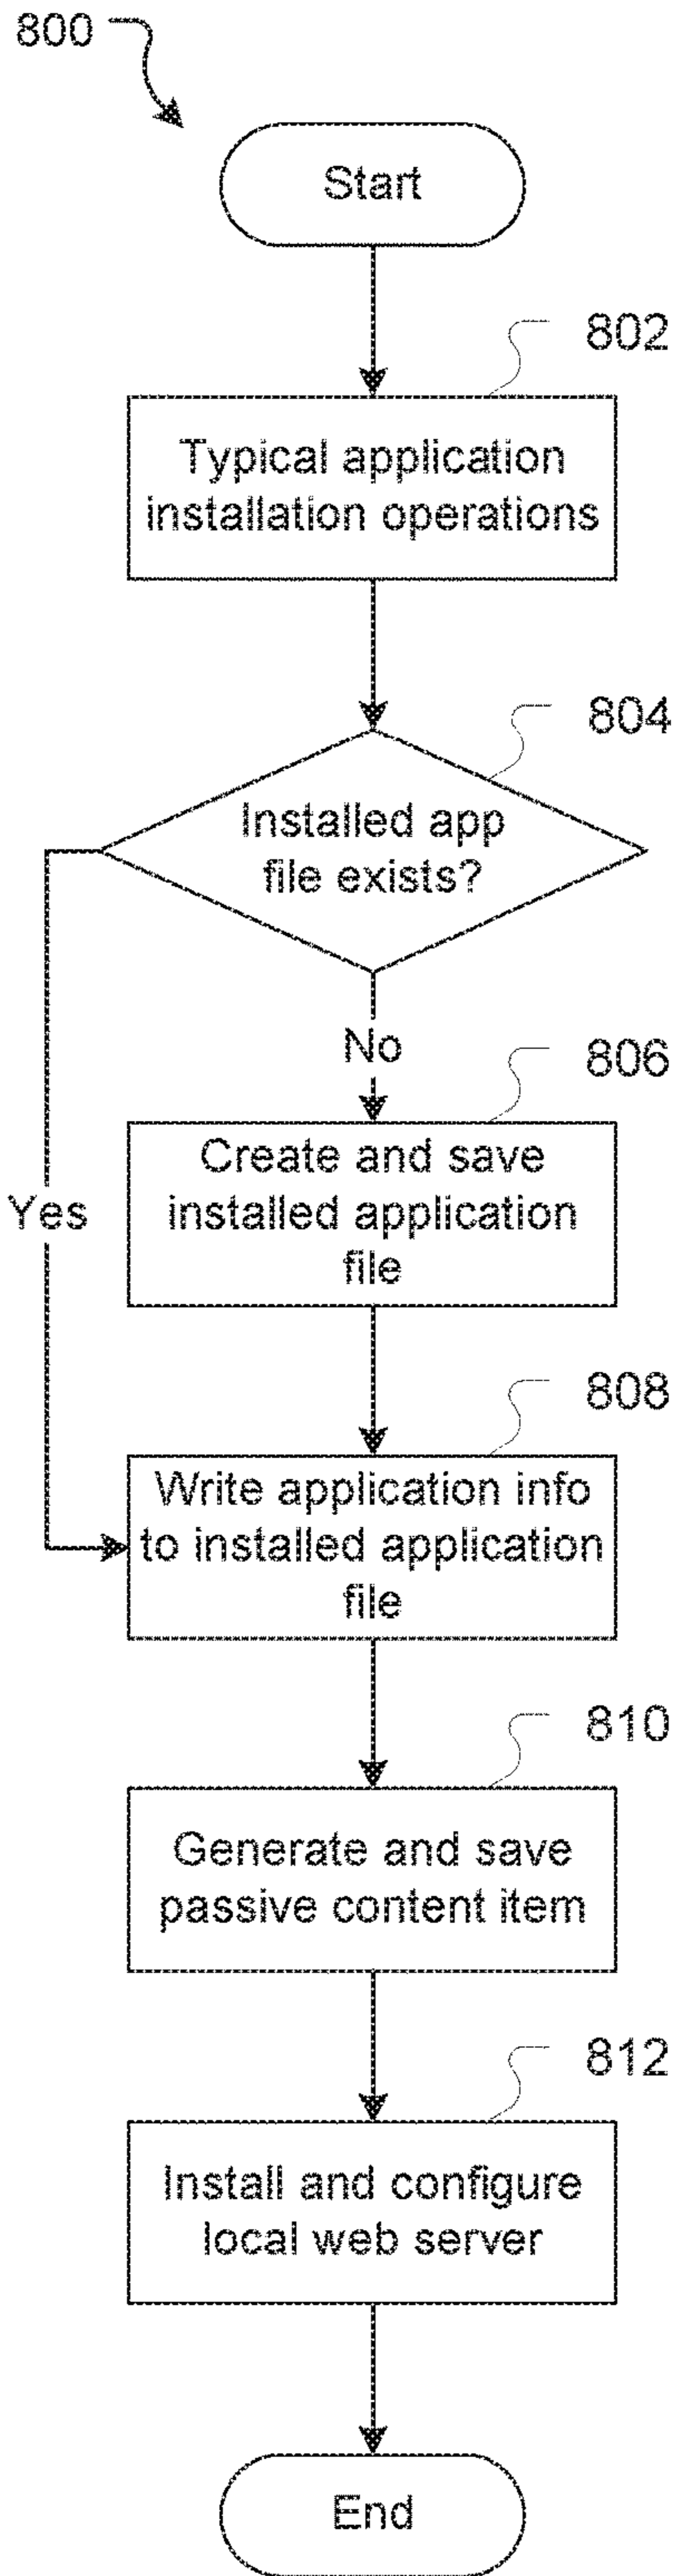 800
Start
802
Typical application
installation operations
804
Installed app
file exists?
No
806
Create and save
installed application
file
Yes
808
Write application info
to installed application
file
810
Generate and save
passive content item
812
Install and configure
local web server
End